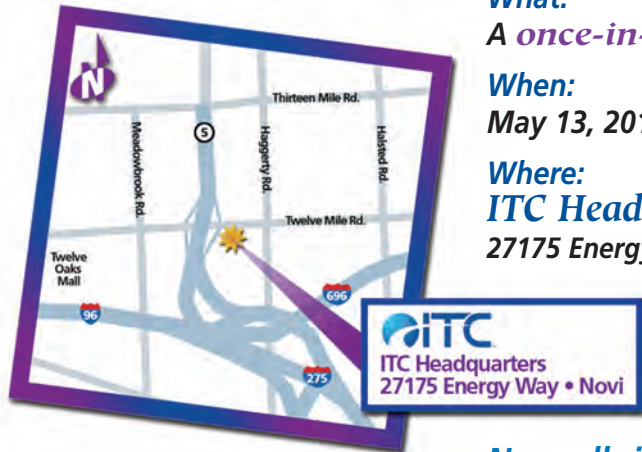 What:
A once-in-
When:
May 13, 201
Where:
ITC Head
27175 Energy
N
Thirteen Mile Rd.
5
Meadowbrook Rd.
Haggerty Rd.
Halsted Rd.
Twelve Mile Rd.
Twelve
Oaks
Mall
696
96
275
ITC
ITC Headquarters
27175 Energy Way • Novi